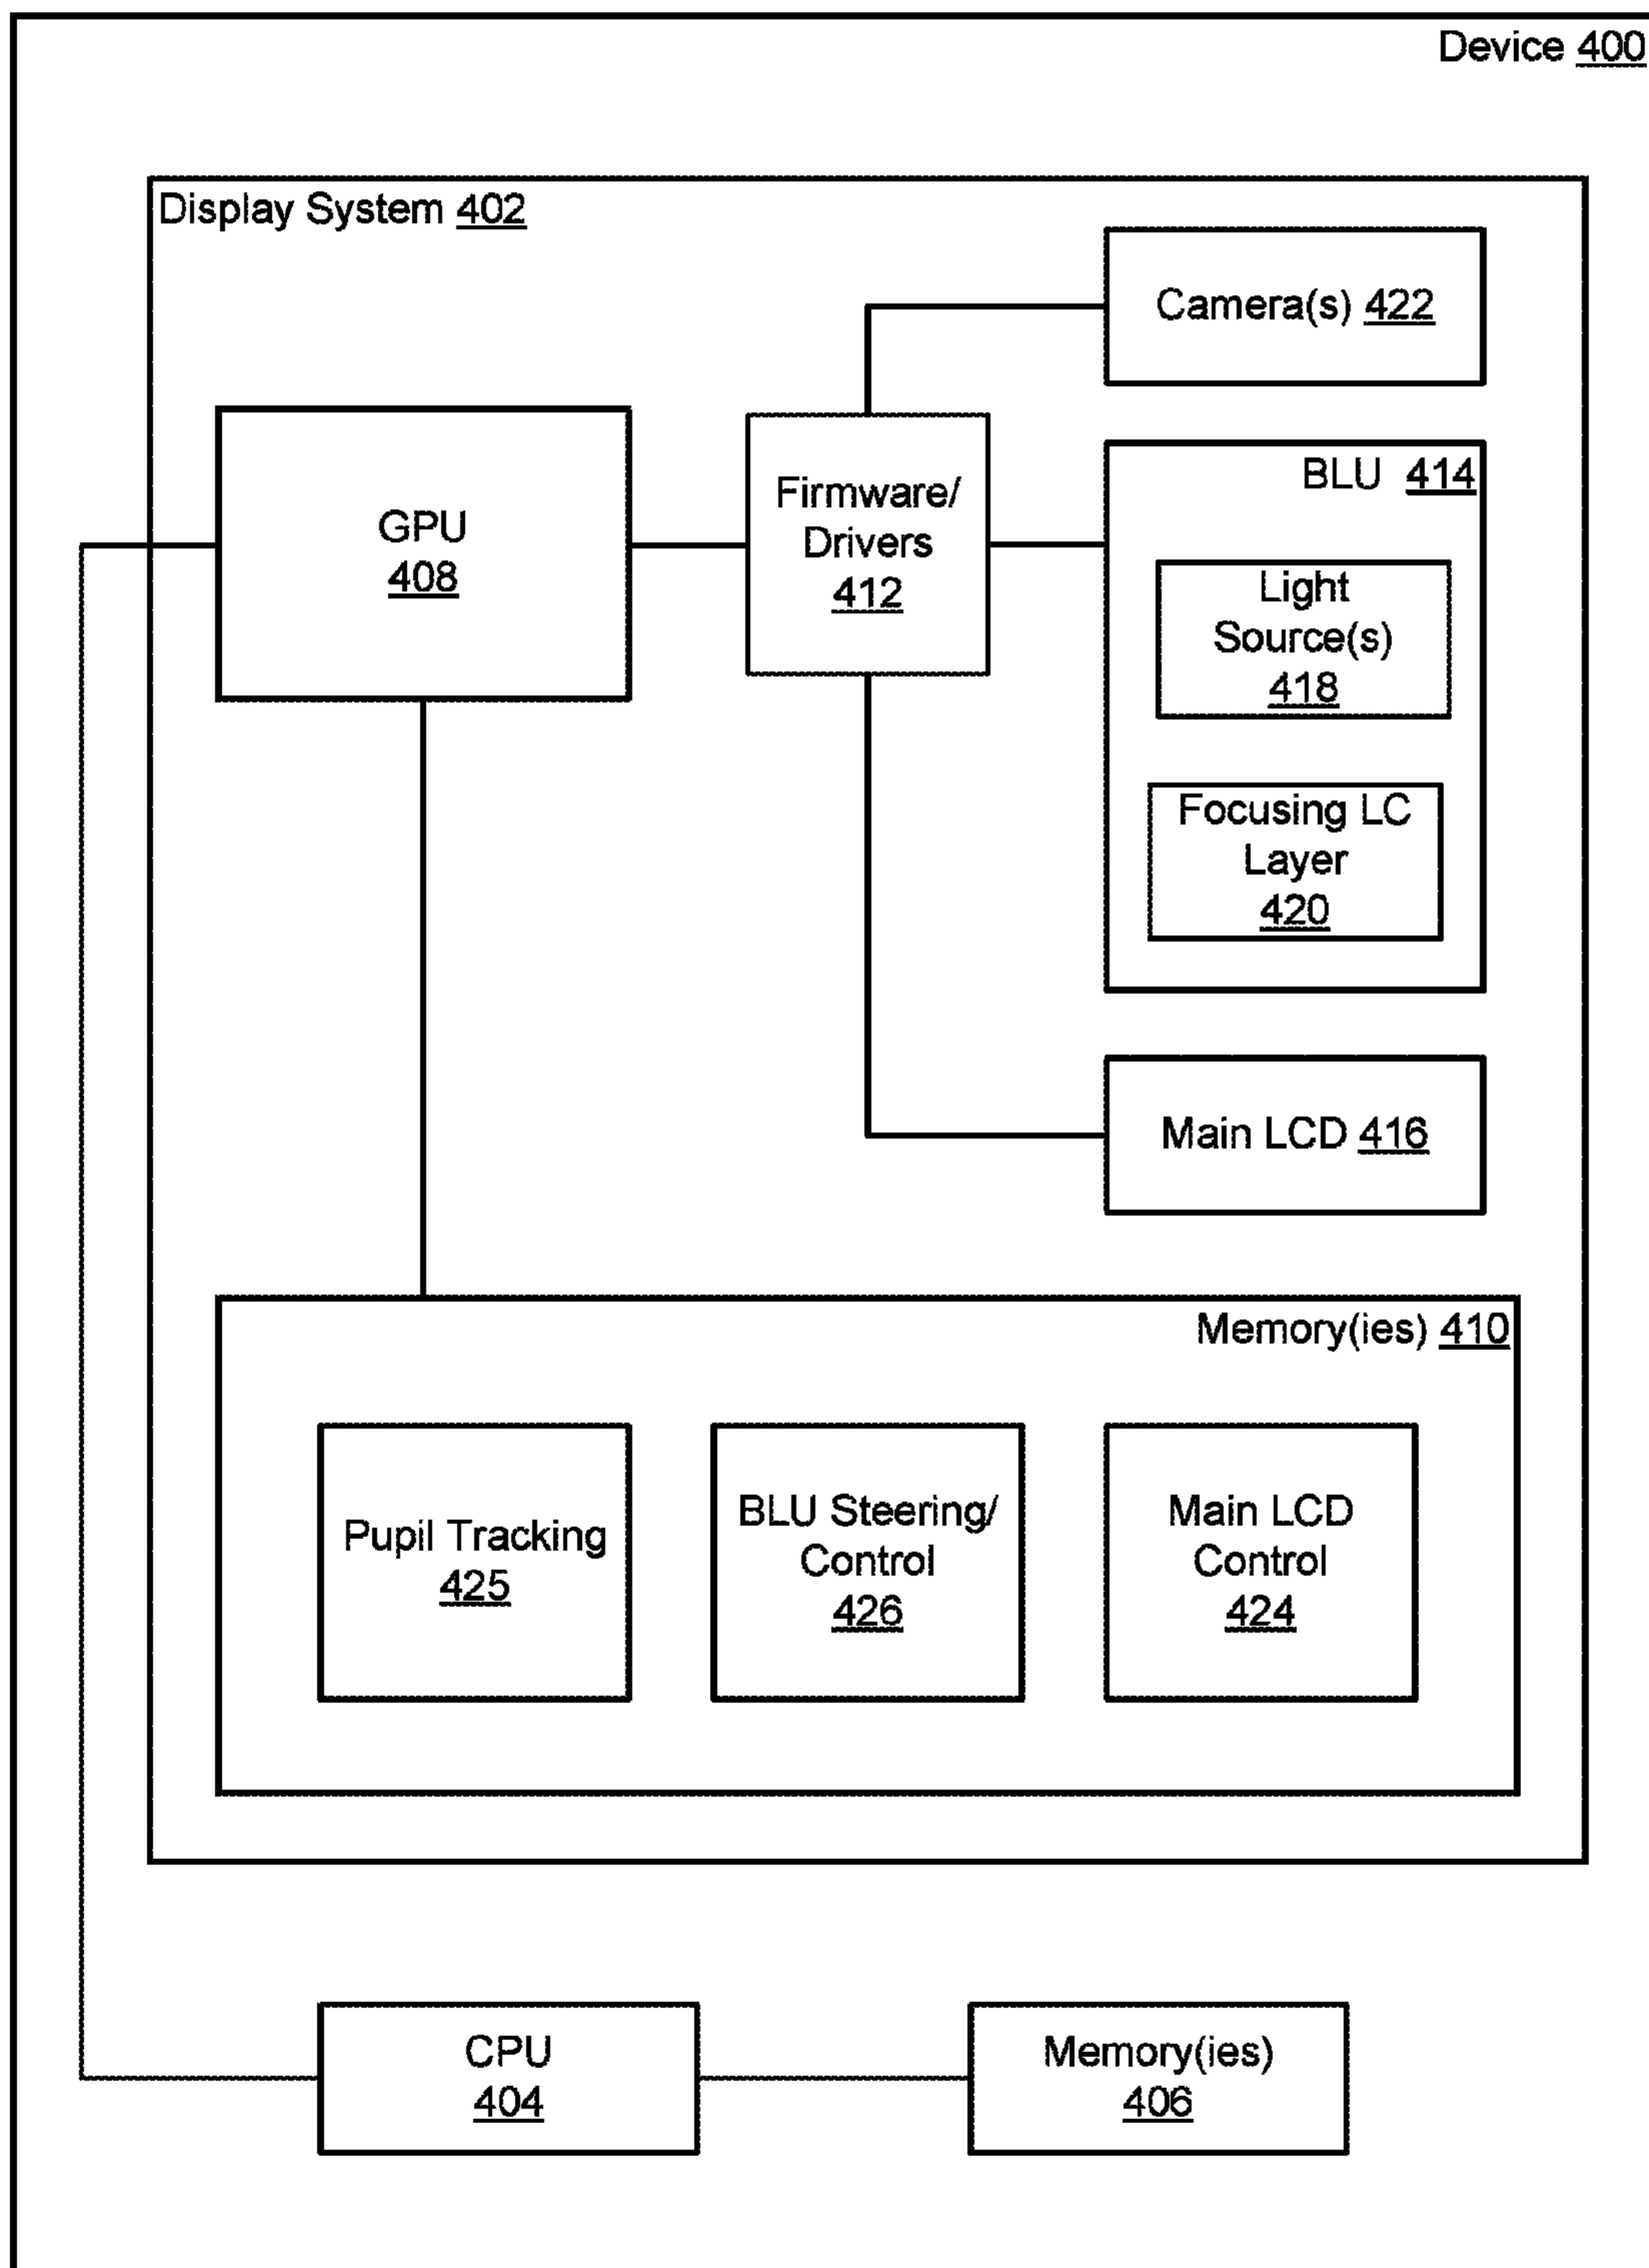 Device 400
Display System 402
Camera(s) 422
GPU
408
Firmware/
Drivers
412
BLU 414
Light
Source(s)
418
Focusing LC
Layer
420
Main LCD 416
Memory(ies) 410
Pupil Tracking
425
BLU Steering/
Control
426
Main LCD
Control
424
CPU
404
Memory(ies)
406